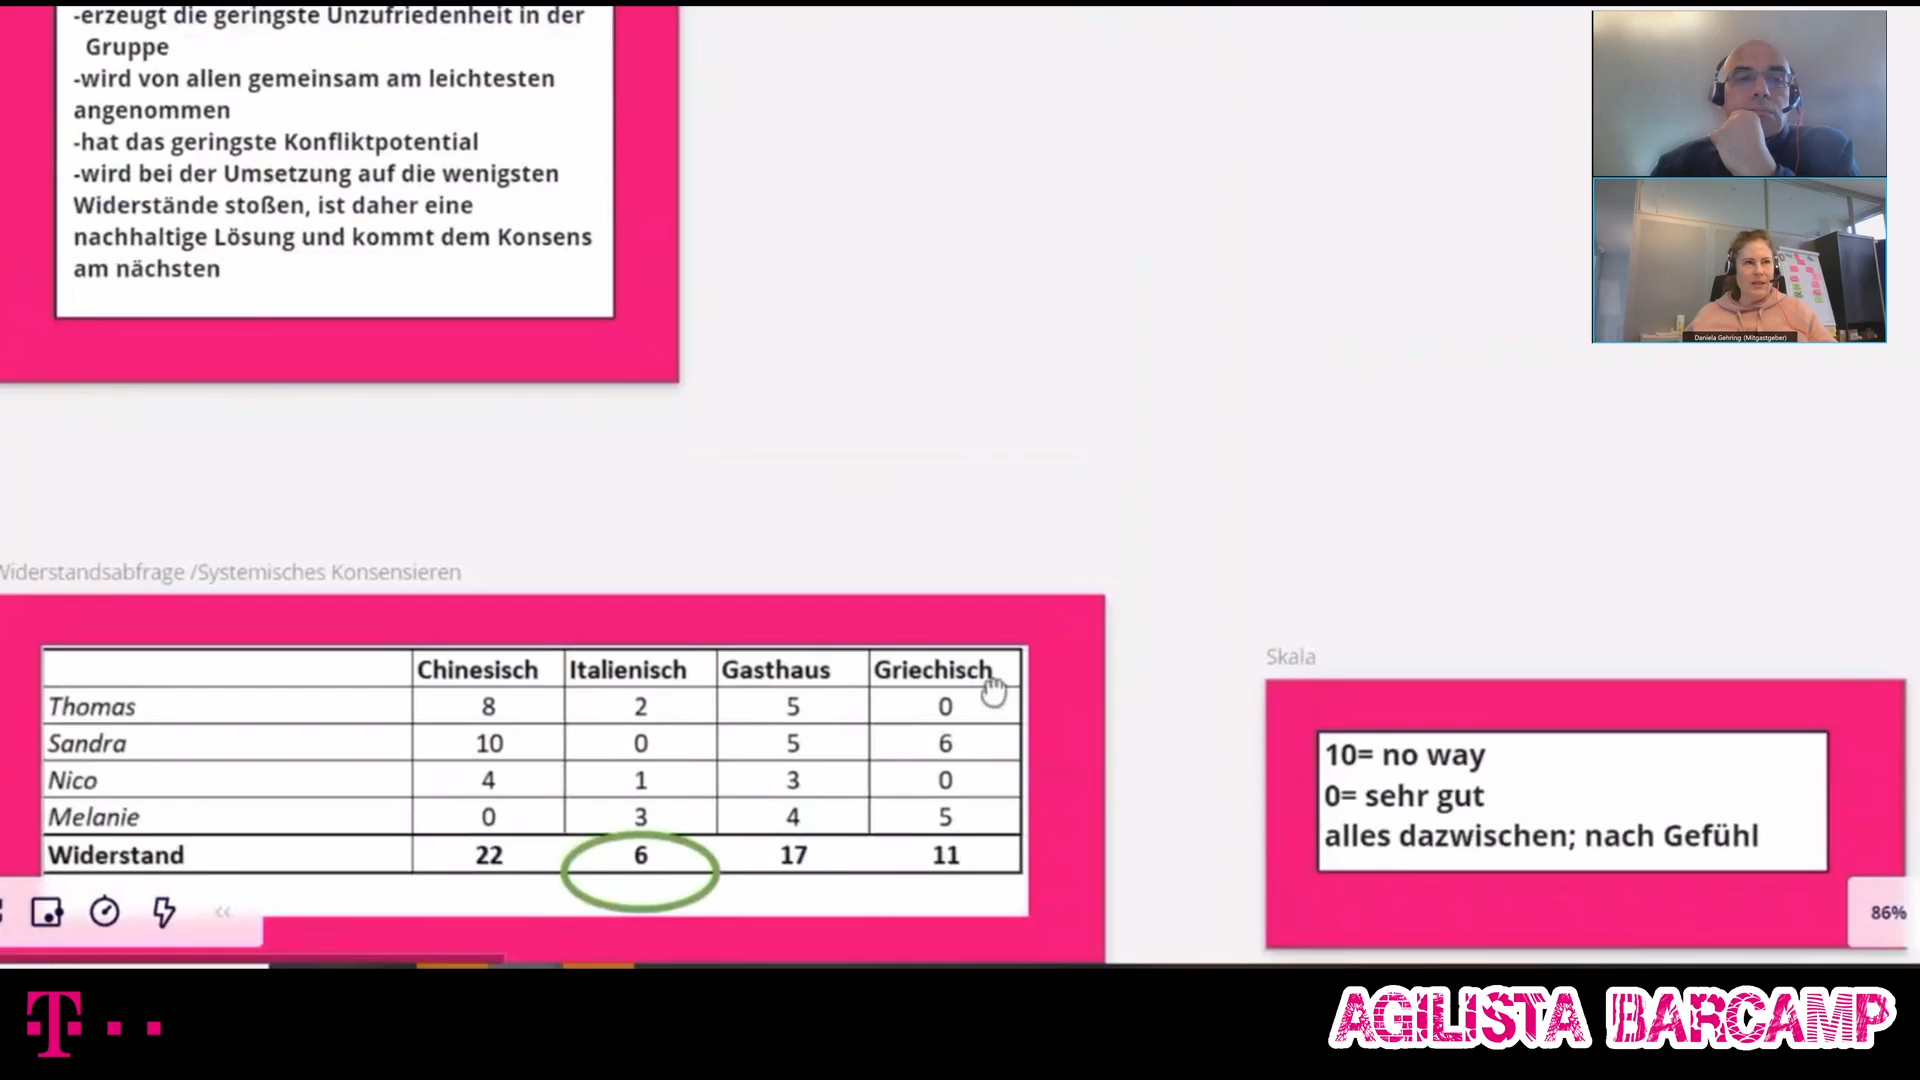 -erzeugt die geringste Unzufriedenheit in der
Gruppe
-wird von allen gemeinsam am leichtesten
angenommen
-hat das geringste Konfliktpotential
-wird bei der Umsetzung auf die wenigsten
Widerstände stoßen, ist daher eine
nachhaltige Lösung und kommt dem Konsens
am nächsten
Daniela Gehring (Mitgastgeber)
Widerstandsabfrage /Systemisches Konsensieren
Chinesisch Italienisch Gasthaus Griechisch
Thomas 8 2 5 0
Sandra 10 0 5 6
Nico 4 1 3 0
Melanie 0 3 4 5
Widerstand 22 6 17 11
Skala
10= no way
0= sehr gut
alles dazwischen; nach Gefühl
86%
T
AGILISTA BARCAMP